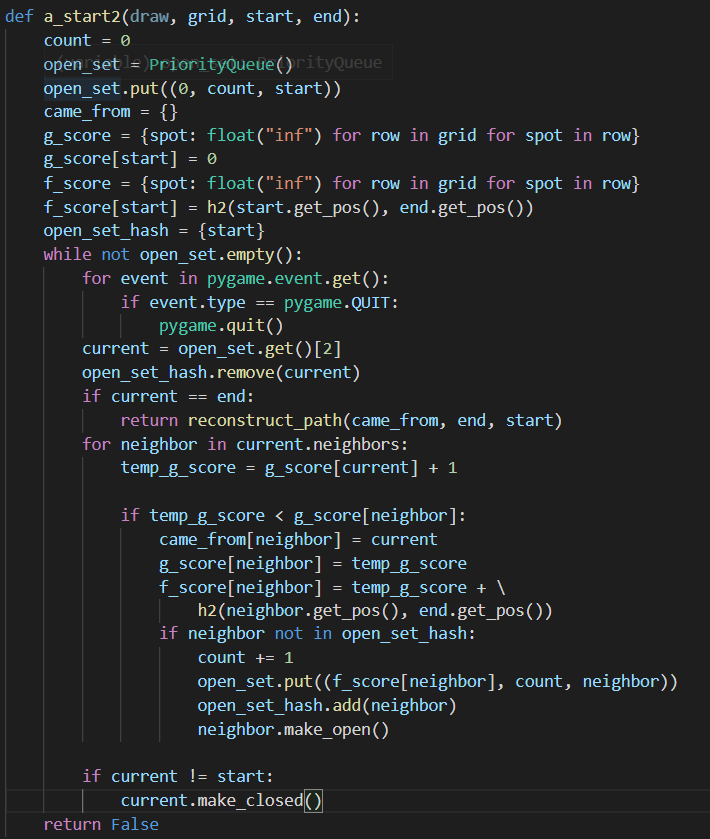 def a_start2(draw, grid, start, end):
    count = 0
    open_set = PriorityQueue()
    open_set.put((0, count, start))
    came_from = {}
    g_score = {spot: float("inf") for row in grid for spot in row}
    g_score[start] = 0
    f_score = {spot: float("inf") for row in grid for spot in row}
    f_score[start] = h2(start.get_pos(), end.get_pos())
    open_set_hash = {start}
    while not open_set.empty():
        for event in pygame.event.get():
            if event.type == pygame.QUIT:
                pygame.quit()
        current = open_set.get()[2]
        open_set_hash.remove(current)
        if current == end:
            return reconstruct_path(came_from, end, start)
        for neighbor in current.neighbors:
            temp_g_score = g_score[current] + 1

            if temp_g_score < g_score[neighbor]:
                came_from[neighbor] = current
                g_score[neighbor] = temp_g_score
                f_score[neighbor] = temp_g_score + \
                    h2(neighbor.get_pos(), end.get_pos())
                if neighbor not in open_set_hash:
                    count += 1
                    open_set.put((f_score[neighbor], count, neighbor))
                    open_set_hash.add(neighbor)
                    neighbor.make_open()

        if current != start:
            current.make_closed()
    return False